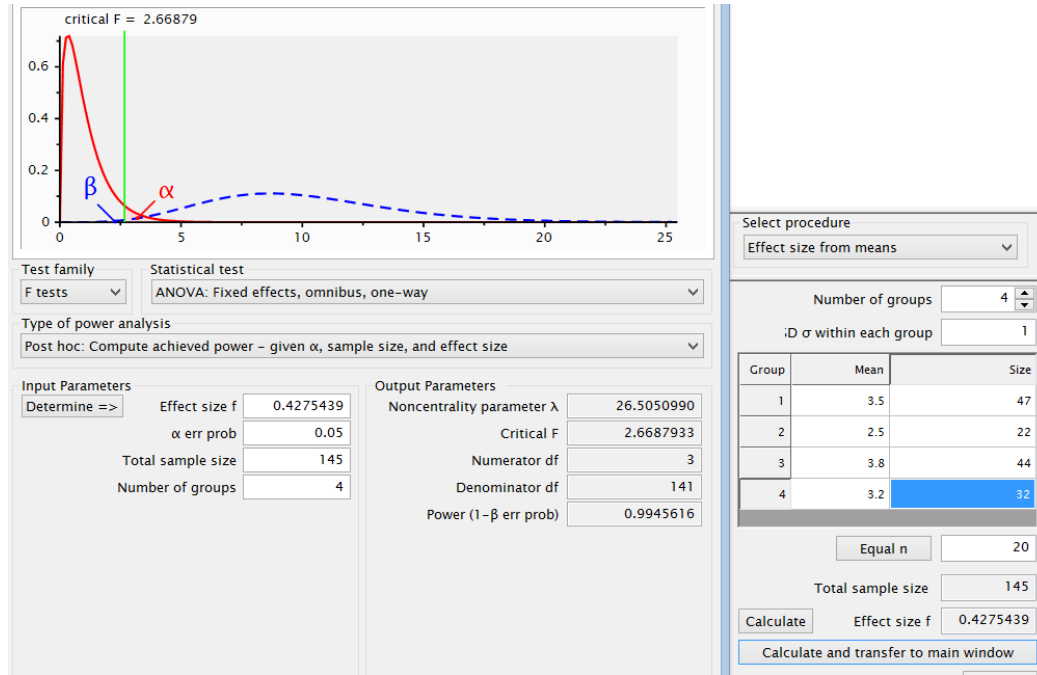 critical F = 2.66879
0.6
0.4
0.2
β α
0
0 5 10 15 20 25
Test family Statistical test
F tests ANOVA: Fixed effects, omnibus, one-way
Type of power analysis
Post hoc: Compute achieved power - given α, sample size, and effect size
Input Parameters
Determine => Effect size f 0.4275439
α err prob 0.05
Total sample size 145
Number of groups 4
Output Parameters
Noncentrality parameter λ 26.5050990
Critical F 2.6687933
Numerator df 3
Denominator df 141
Power (1-β err prob) 0.9945616
Select procedure
Effect size from means
Number of groups 4
σ within each group 1
Group Mean Size
1 3.5 47
2 2.5 22
3 3.8 44
4 3.2 32
Equal n 20
Total sample size 145
Calculate Effect size f 0.4275439
Calculate and transfer to main window